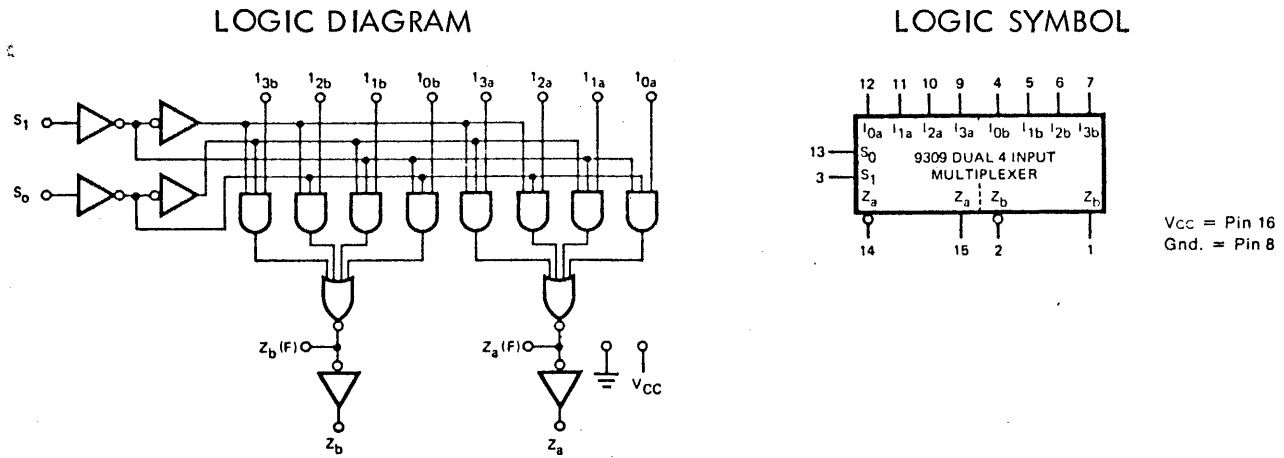 LOGIC DIAGRAM
LOGIC SYMBOL
I3b I2b I1b I0b I3a I2a I1a I0a
S1
S0
Zb (F)
Za (F)
VCC
Zb
Za
12 11 10 9 4 5 6 7
I0a I1a I2a I3a I0b I1b I2b I3b
13 S0 9309 DUAL 4 INPUT
3 S1 MULTIPLEXER
Za Za Zb Zb
14 15 2 1
VCC = Pin 16
Gnd. = Pin 8